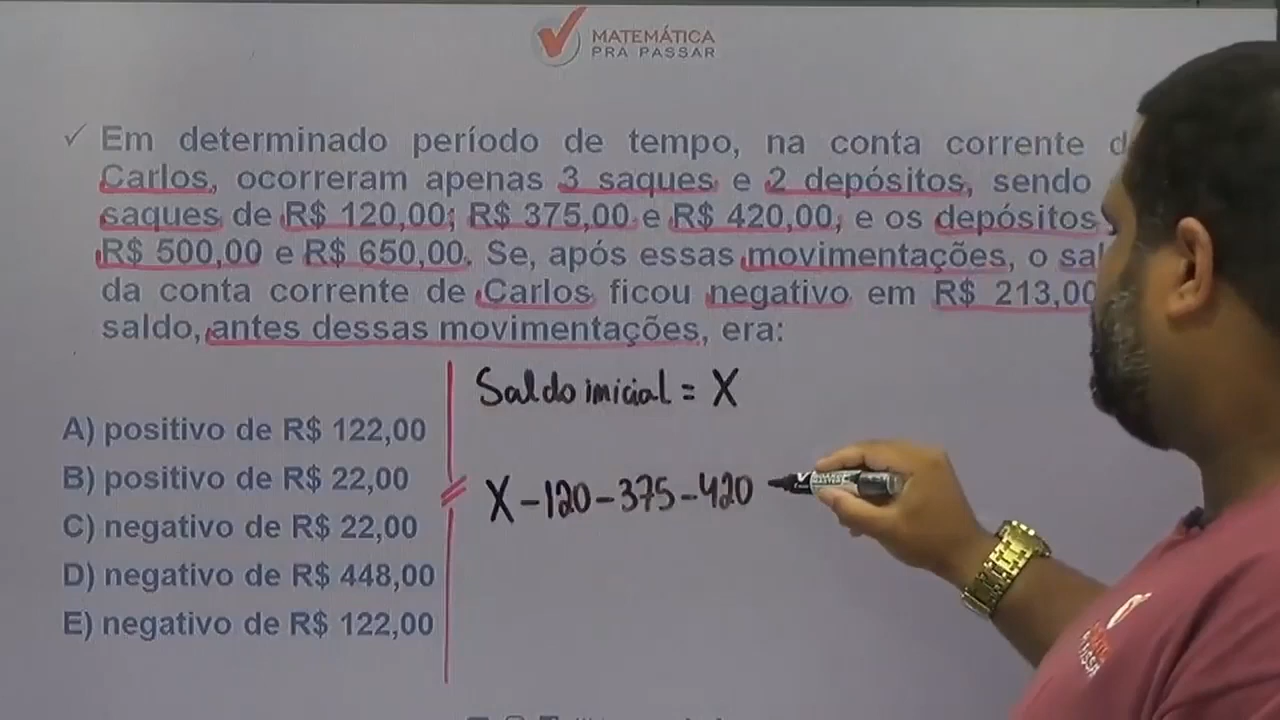 MATEMÁTICA
PRA PASSAR
✓ Em determinado período de tempo, na conta corrente
Carlos, ocorreram apenas 3 saques e 2 depósitos, sendo
saques de R$ 120,00; R$ 375,00 e R$ 420,00, e os depósitos
R$ 500,00 e R$ 650,00. Se, após essas movimentações, o
da conta corrente de Carlos ficou negativo em R$ 213,00
saldo, antes dessas movimentações, era:
Saldo inicial = X
A) positivo de R$ 122,00
B) positivo de R$ 22,00
C) negativo de R$ 22,00
D) negativo de R$ 448,00
E) negativo de R$ 122,00
X - 120 - 375 - 420